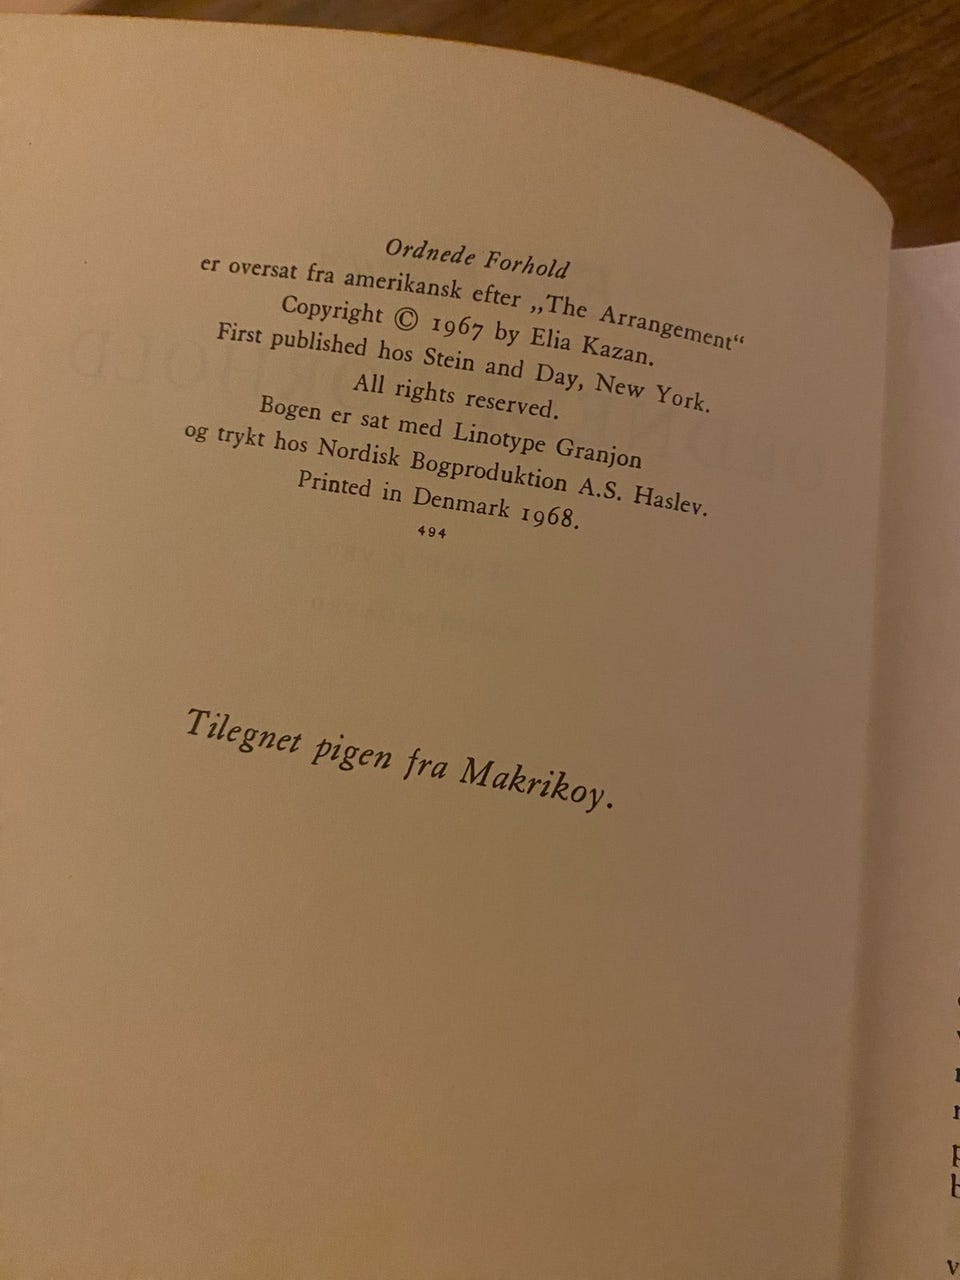 Ordnede Forhold
er oversat fra amerikansk efter „The Arrangement“
Copyright © 1967 by Elia Kazan.
First published hos Stein and Day, New York.
All rights reserved.
Bogen er sat med Linotype Granjon
og trykt hos Nordisk Bogproduktion A.S. Haslev.
Printed in Denmark 1968.
494
Tilegnet pigen fra Makrikoy.